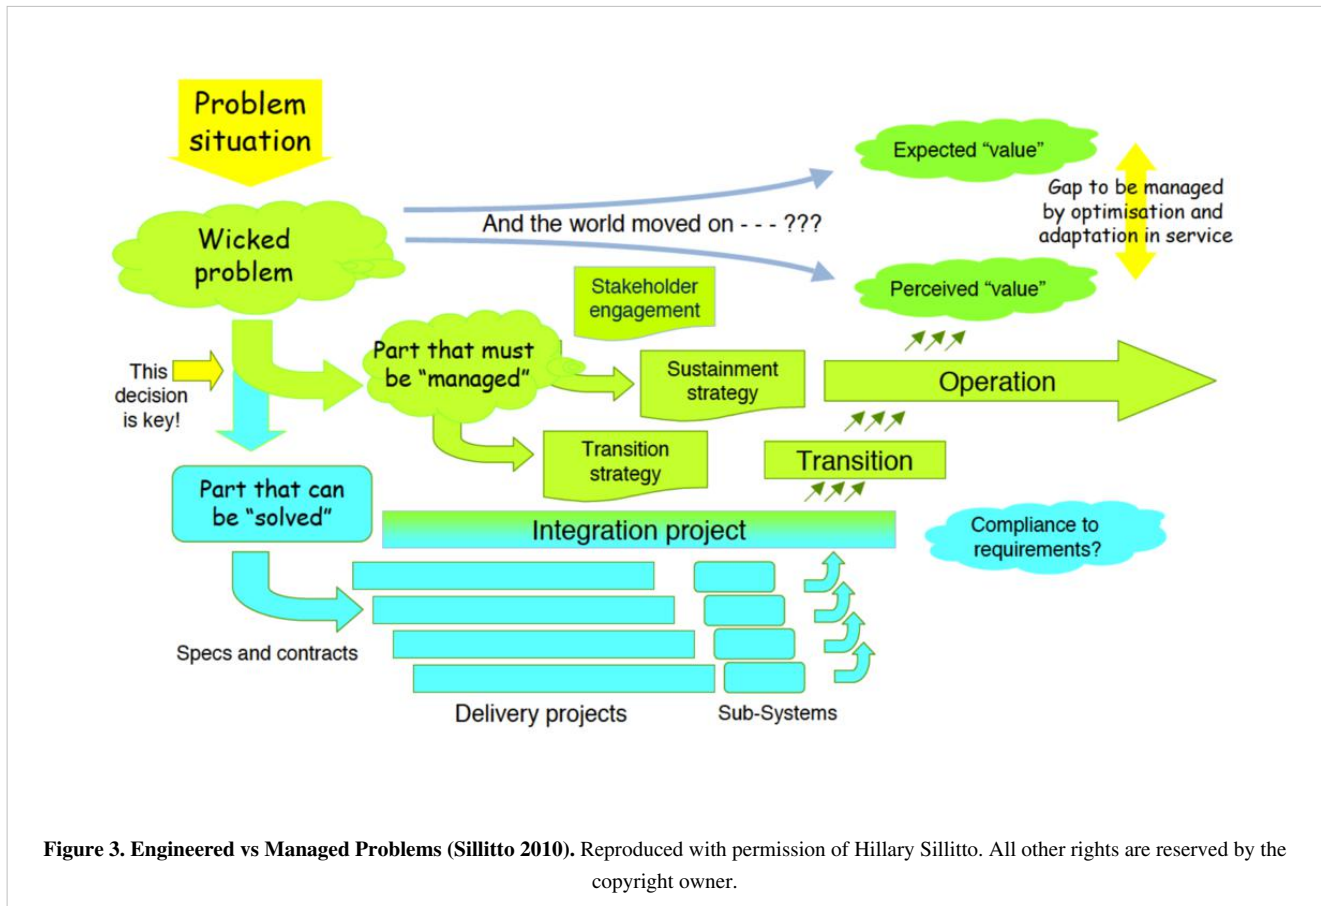 Problem
situation
Wicked
problem
And the world moved on - - - ???
Expected “value”
Gap to be managed
by optimisation and
adaptation in service
Perceived “value”
This
decision
is key!
Part that must
be “managed”
Stakeholder
engagement
Sustainment
strategy
Transition
strategy
Operation
Transition
Part that can
be “solved”
Integration project
Compliance to
requirements?
Specs and contracts
Delivery projects
Sub-Systems
Figure 3. Engineered vs Managed Problems (Sillitto 2010). Reproduced with permission of Hillary Sillitto. All other rights are reserved by the
copyright owner.